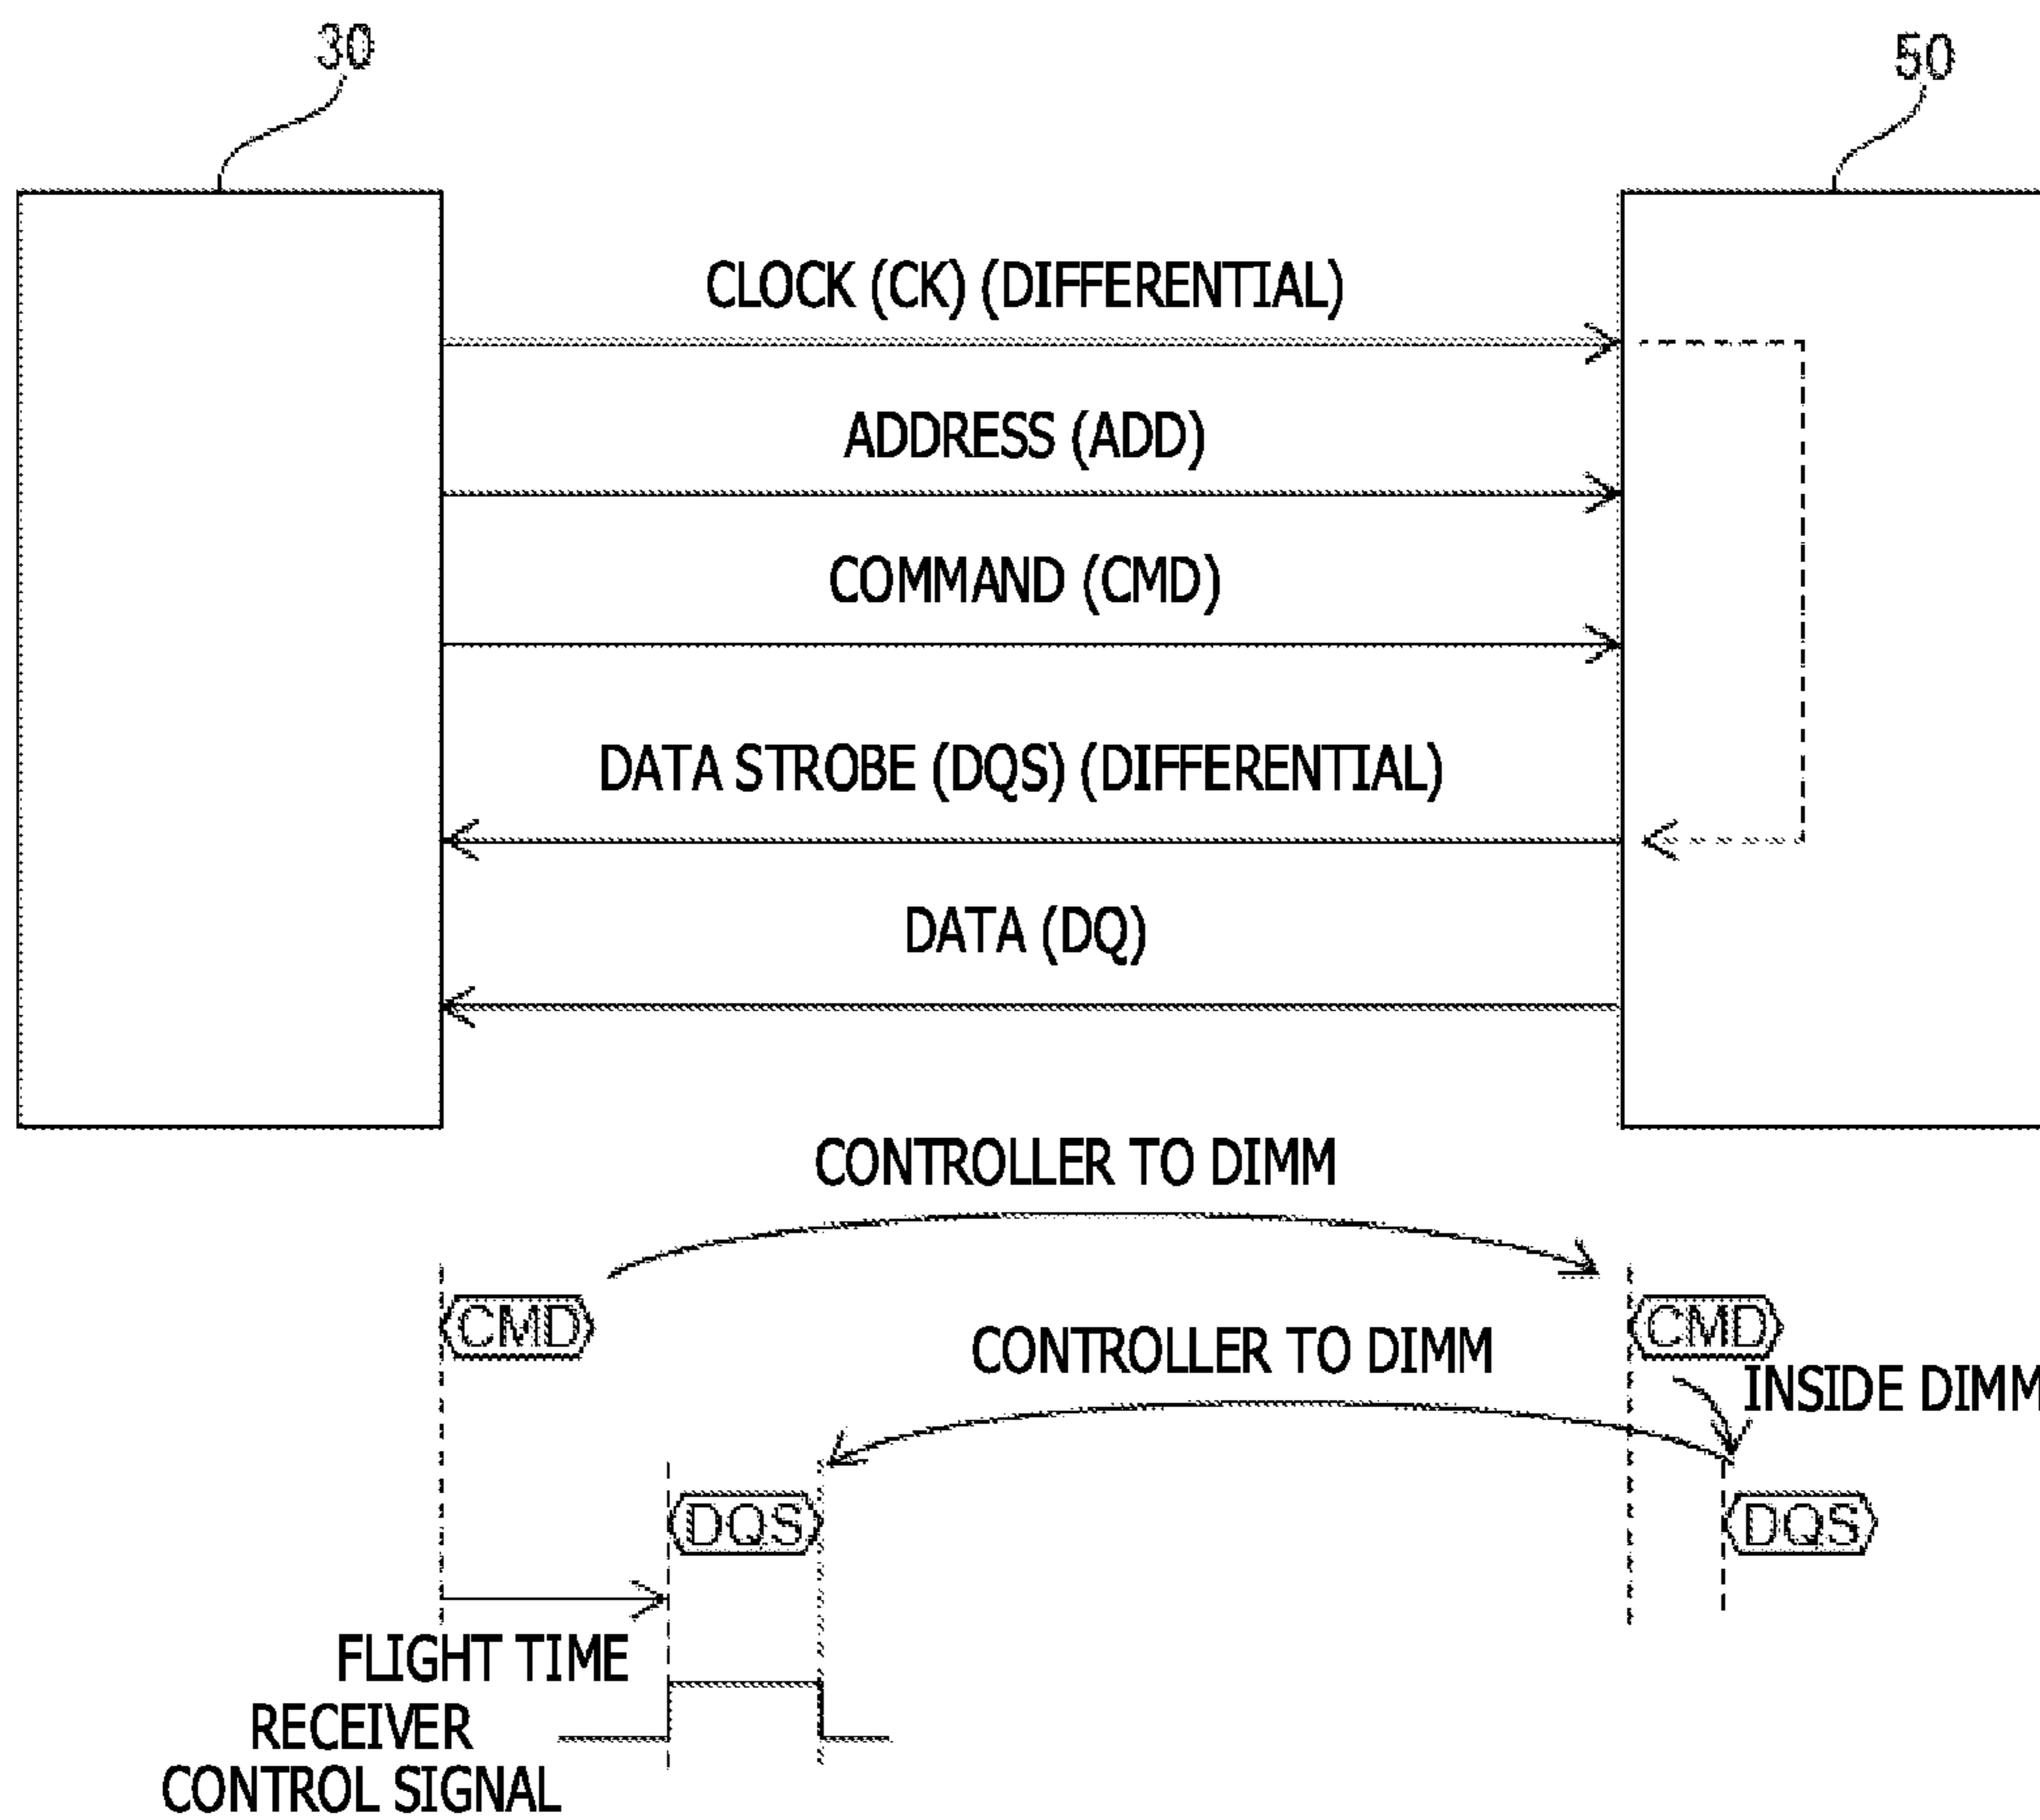 30
50
CLOCK (CK) (DIFFERENTIAL)
ADDRESS (ADD)
COMMAND (CMD)
DATA STROBE (DQS) (DIFFERENTIAL)
DATA (DQ)
CONTROLLER TO DIMM
CMD
CMD
CONTROLLER TO DIMM
INSIDE DIMM
DQS
DQS
FLIGHT TIME
RECEIVER
CONTROL SIGNAL